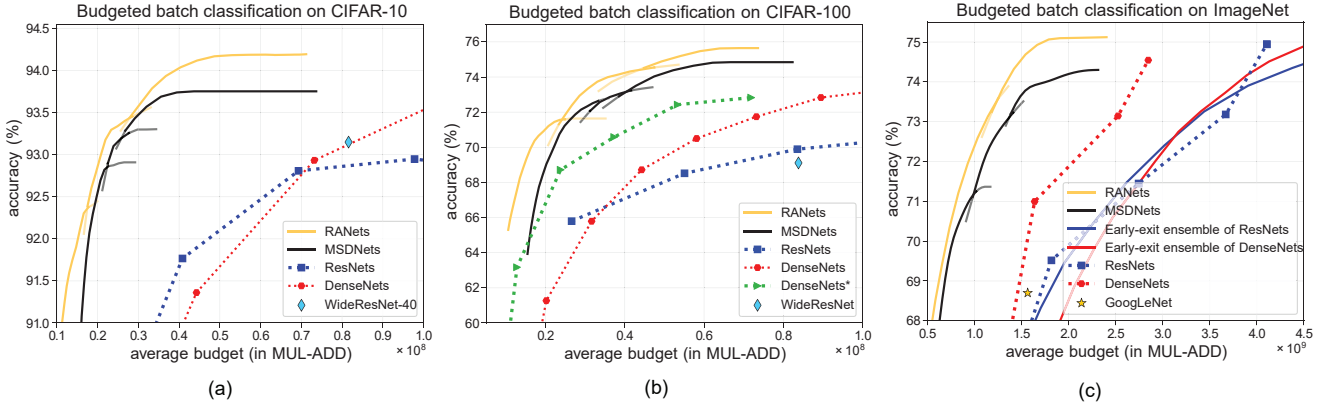 Budgeted batch classification on CIFAR-10
94.5
94.0
93.5
93.0
92.5
92.0
91.5
91.0
accuracy (%)
RANets
MSDNets
ResNets
DenseNets
WideResNet-40
0.1 0.2 0.3 0.4 0.5 0.6 0.7 0.8 0.9 1.0
average budget (in MUL-ADD)
× 10⁸
(a)
Budgeted batch classification on CIFAR-100
76
74
72
70
68
66
64
62
60
accuracy (%)
RANets
MSDNets
ResNets
DenseNets
DenseNets*
WideResNet
0.2 0.4 0.6 0.8 1.0
average budget (in MUL-ADD)
× 10⁸
(b)
Budgeted batch classification on ImageNet
75
74
73
72
71
70
69
68
accuracy (%)
RANets
MSDNets
Early-exit ensemble of ResNets
Early-exit ensemble of DenseNets
ResNets
DenseNets
GoogLeNet
0.5 1.0 1.5 2.0 2.5 3.0 3.5 4.0 4.5
average budget (in MUL-ADD)
× 10⁹
(c)